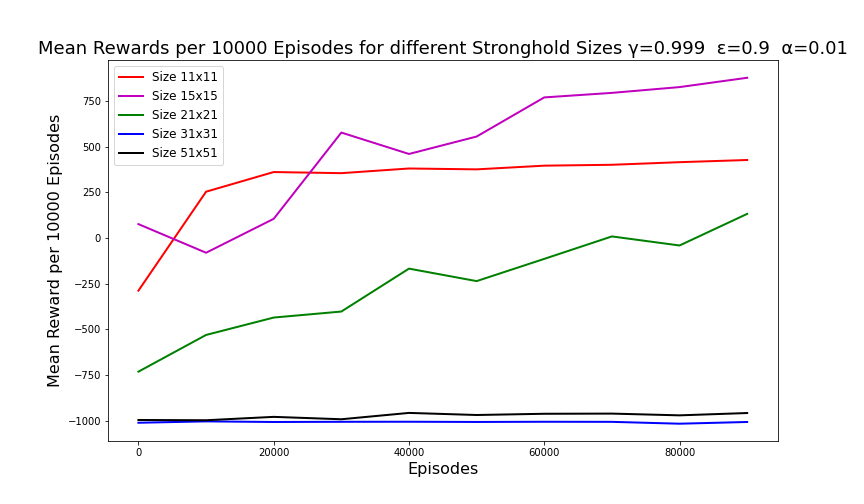 Mean Rewards per 10000 Episodes for different Stronghold Sizes γ=0.999 ε=0.9 α=0.01
Size 11x11
Size 15x15
Size 21x21
Size 31x31
Size 51x51
Mean Reward per 10000 Episodes
750
500
250
0
−250
−500
−750
−1000
0
20000
40000
60000
80000
Episodes